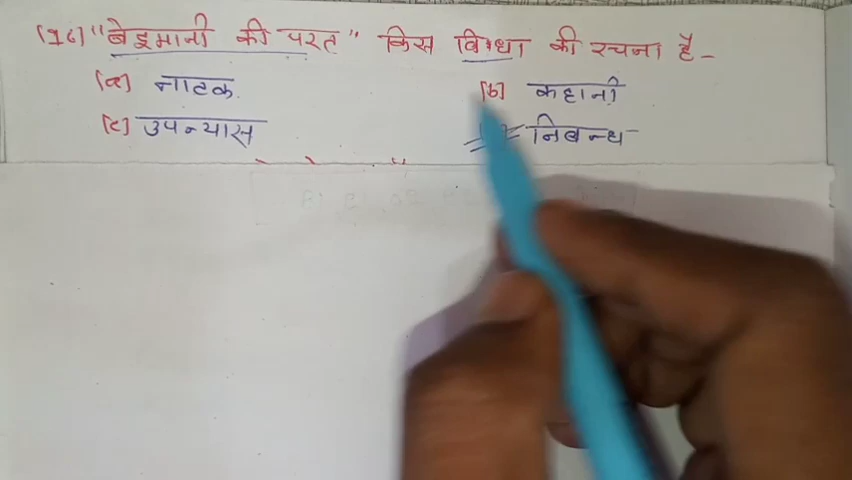 (16) "बेइमानी की परत" किस विधा की रचना है-
(a) नाटक (b) कहानी
(c) उपन्यास निबन्ध